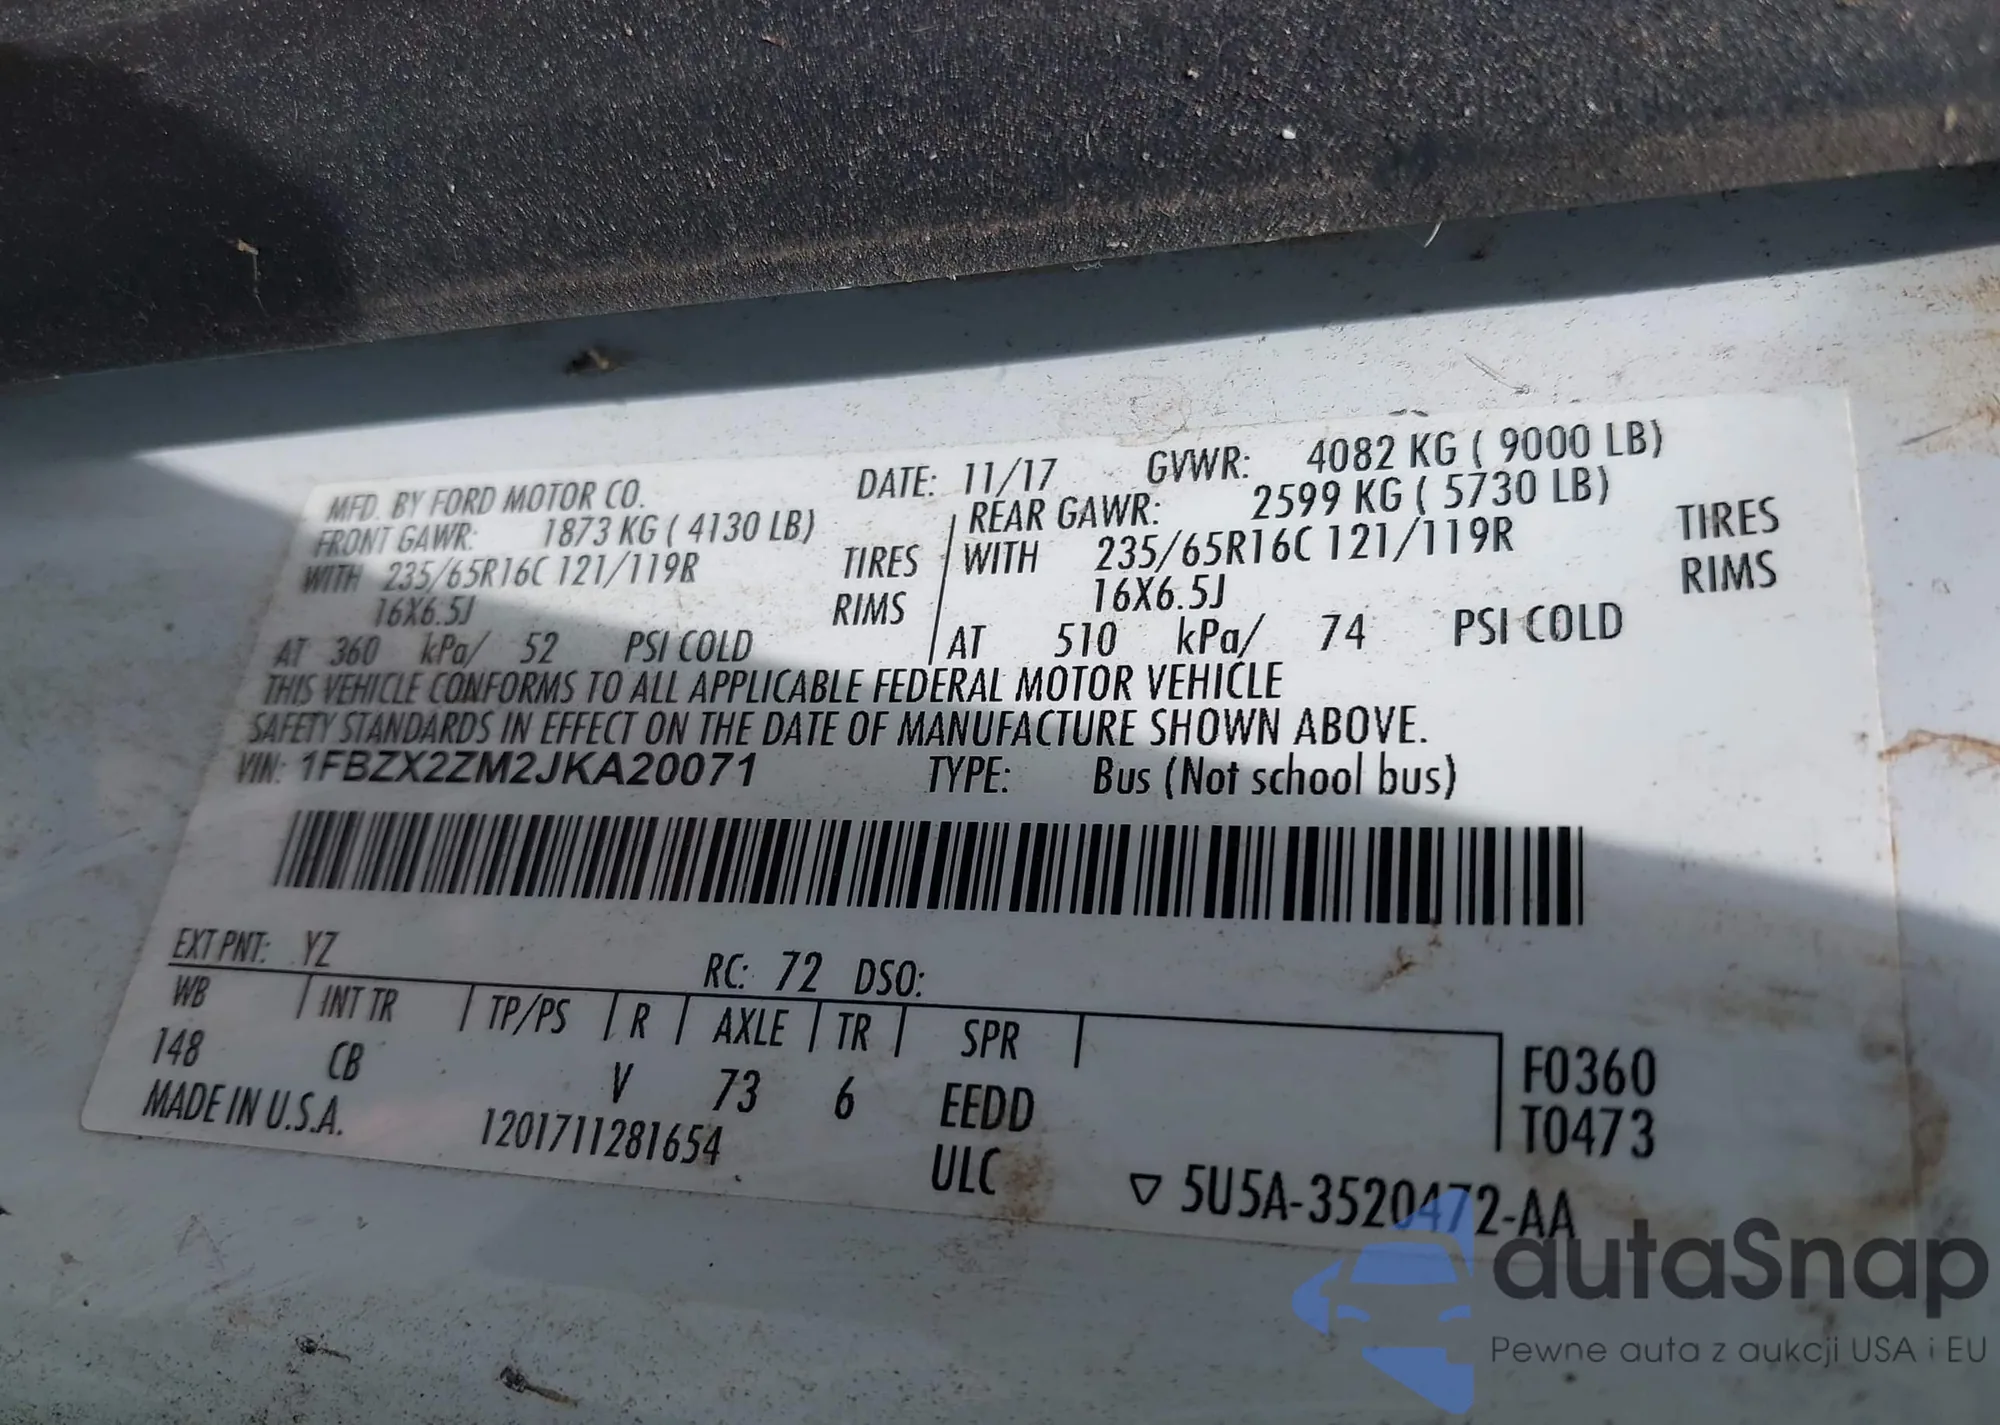 MFD. BY FORD MOTOR CO. DATE: 11/17 GVWR: 4082 KG ( 9000 LB)
FRONT GAWR: 1873 KG ( 4130 LB) REAR GAWR: 2599 KG ( 5730 LB)
WITH 235/65R16C 121/119R TIRES WITH 235/65R16C 121/119R TIRES
16X6.5J RIMS 16X6.5J RIMS
AT 360 kPa/ 52 PSI COLD AT 510 kPa/ 74 PSI COLD
THIS VEHICLE CONFORMS TO ALL APPLICABLE FEDERAL MOTOR VEHICLE
SAFETY STANDARDS IN EFFECT ON THE DATE OF MANUFACTURE SHOWN ABOVE.
VIN: 1FBZX2ZM2JKA20071 TYPE: Bus (Not school bus)
EXT PNT: YZ RC: 72 DSO:
WB INT TR TP/PS R AXLE TR SPR
148 CB V 73 6 EEDD F0360
MADE IN U.S.A. 1201711281654 ULC T0473
5U5A-3520472-AA
autaSnap
Pewne auta z aukcji USA i EU